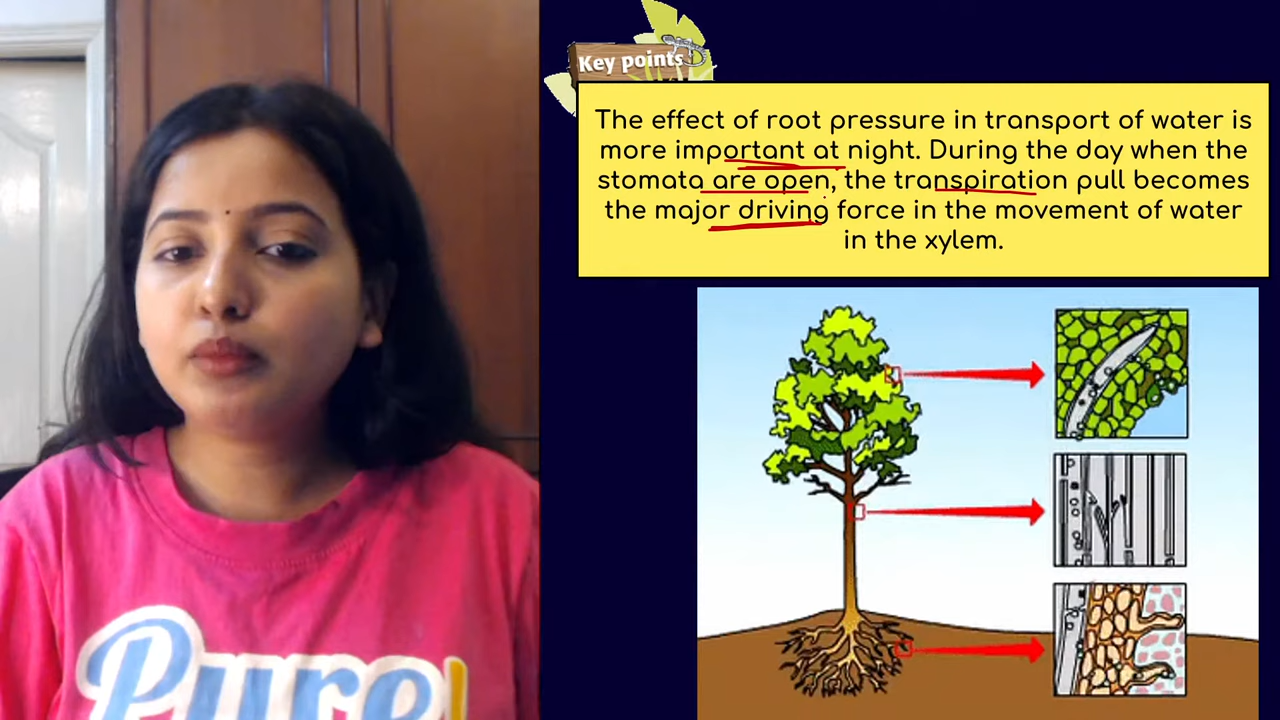 Key points
The effect of root pressure in transport of water is
more important at night. During the day when the
stomata are open, the transpiration pull becomes
the major driving force in the movement of water
in the xylem.
Pure!